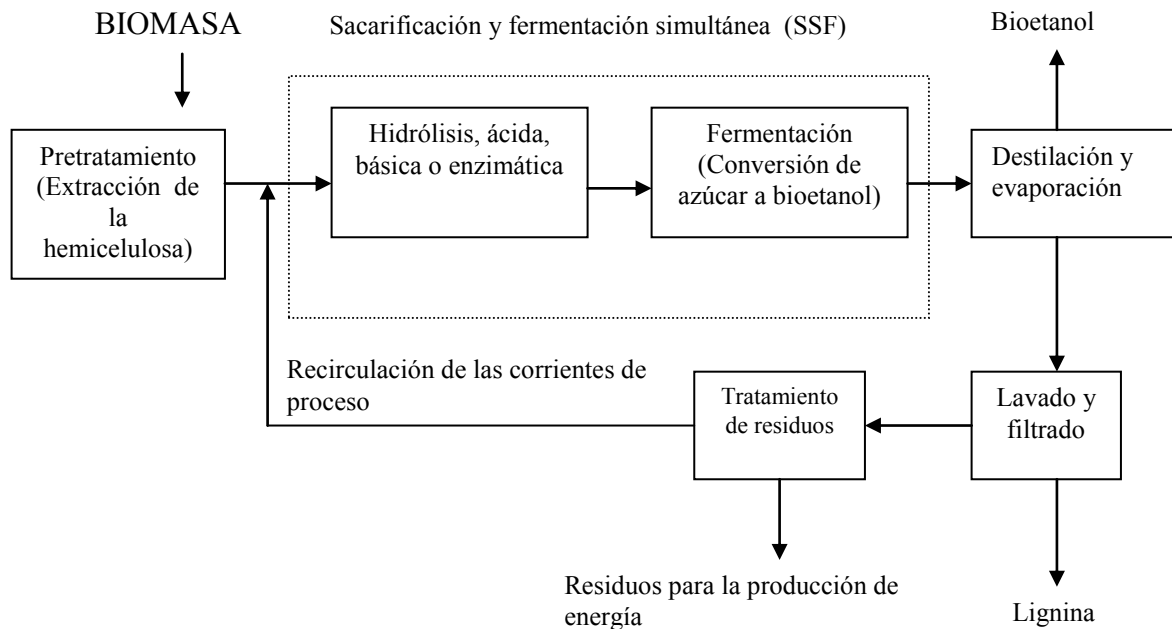 BIOMASA
Sacarificación y fermentación simultánea (SSF)
Bioetanol
Pretratamiento
(Extracción de
la
hemicelulosa)
Hidrólisis, ácida,
básica o enzimática
Fermentación
(Conversión de
azúcar a bioetanol)
Destilación y
evaporación
Recirculación de las corrientes de
proceso
Tratamiento
de residuos
Lavado y
filtrado
Residuos para la producción de
energía
Lignina